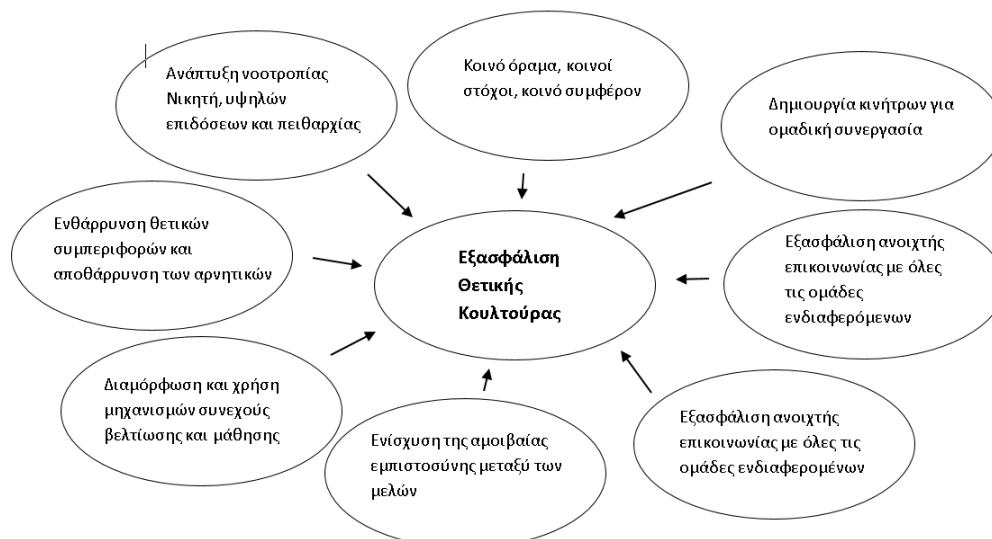 Ανάπτυξη νοοτροπίας
Νικητή, υψηλών
επιδόσεων και πειθαρχίας
Κοινό όραμα, κοινοί
στόχοι, κοινό συμφέρον
Δημιουργία κινήτρων για
ομαδική συνεργασία
Ενθάρρυνση θετικών
συμπεριφορών και
αποθάρρυνση των αρνητικών
Εξασφάλιση
Θετικής
Κουλτούρας
Εξασφάλιση ανοιχτής
επικοινωνίας με όλες
τις ομάδες
ενδιαφερόμενων
Διαμόρφωση και χρήση
μηχανισμών συνεχούς
βελτίωσης και μάθησης
Ενίσχυση της αμοιβαίας
εμπιστοσύνης μεταξύ των
μελών
Εξασφάλιση ανοιχτής
επικοινωνίας με όλες τις
ομάδες ενδιαφερομένων